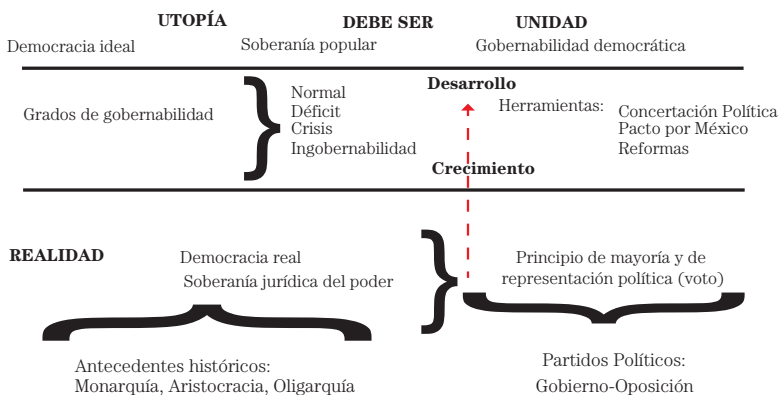 UTOPÍA DEBE SER UNIDAD
Democracia ideal Soberanía popular Gobernabilidad democrática
Grados de gobernabilidad
Normal
Déficit
Crisis
Ingobernabilidad
Desarrollo
Crecimiento
Herramientas: Concertación Política
Pacto por México
Reformas
REALIDAD
Democracia real
Soberanía jurídica del poder
Principio de mayoría y de
representación política (voto)
Antecedentes históricos:
Monarquía, Aristocracia, Oligarquía
Partidos Políticos:
Gobierno-Oposición